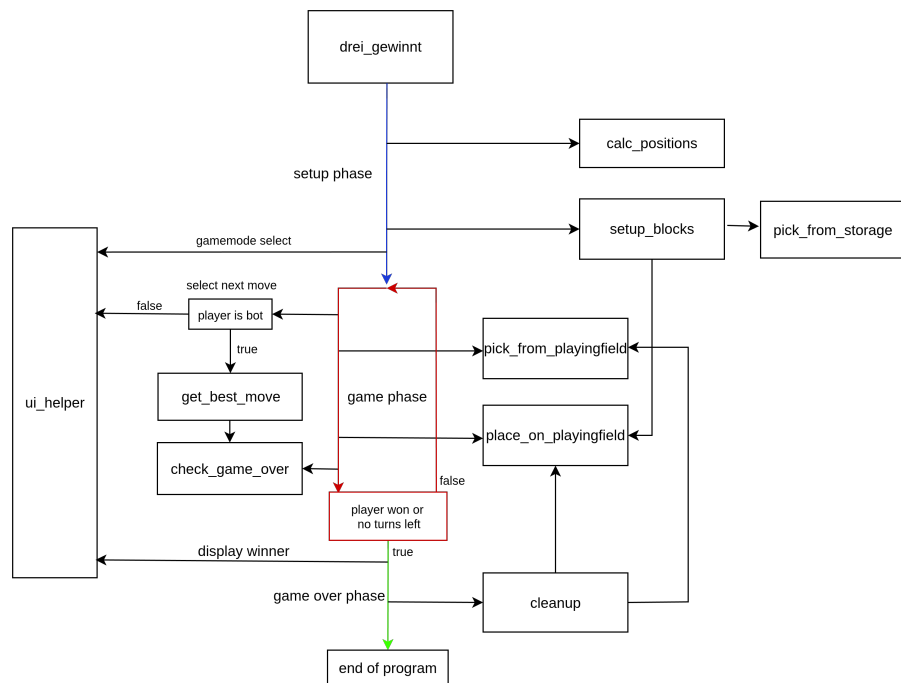 drei_gewinnt
calc_positions
setup phase
setup_blocks
pick_from_storage
gamemode select
select next move
false
player is bot
true
pick_from_playingfield
ui_helper
get_best_move
game phase
place_on_playingfield
check_game_over
false
player won or
no turns left
display winner
true
game over phase
cleanup
end of program